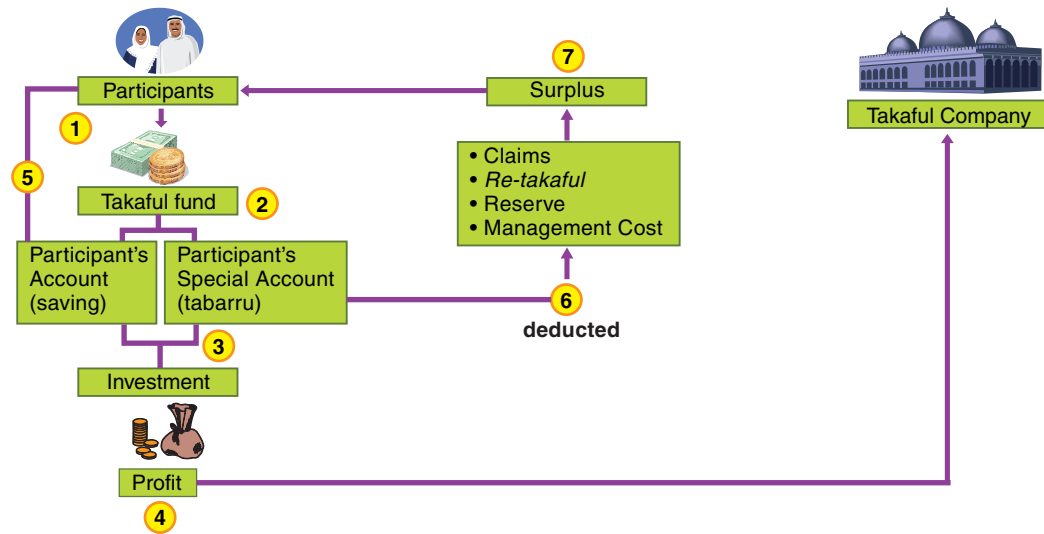 Participants
1
5
Takaful fund
2
Participant's
Account
(saving)
Participant's
Special Account
(tabarru)
3
Investment
Profit
4
7
Surplus
• Claims
• Re-takaful
• Reserve
• Management Cost
6
deducted
Takaful Company